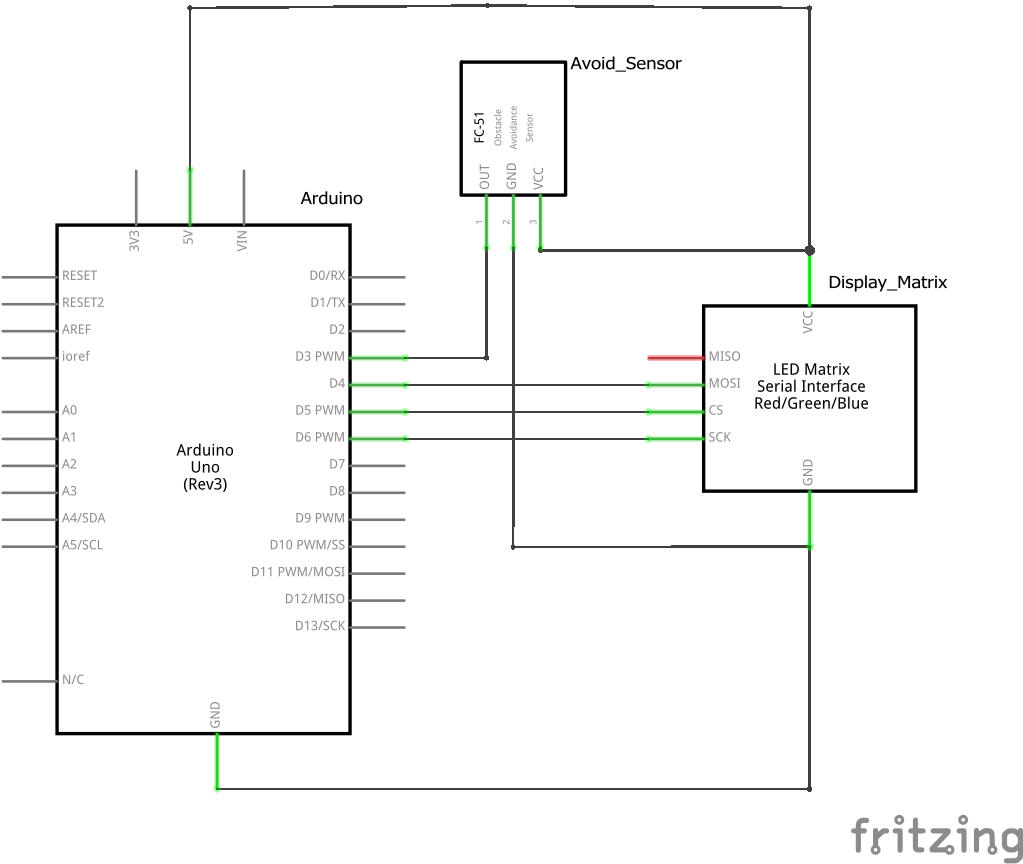 Avoid_Sensor
FC-51
Obstacle
Avoidance
Sensor
OUT
GND
VCC
1
2
3
Arduino
3V3
5V
VIN
RESET
RESET2
AREF
ioref
A0
A1
A2
A3
A4/SDA
A5/SCL
N/C
D0/RX
D1/TX
D2
D3 PWM
D4
D5 PWM
D6 PWM
D7
D8
D9 PWM
D10 PWM/SS
D11 PWM/MOSI
D12/MISO
D13/SCK
Arduino
Uno
(Rev3)
GND
Display_Matrix
VCC
MISO
MOSI
CS
SCK
LED Matrix
Serial Interface
Red/Green/Blue
GND
fritzing